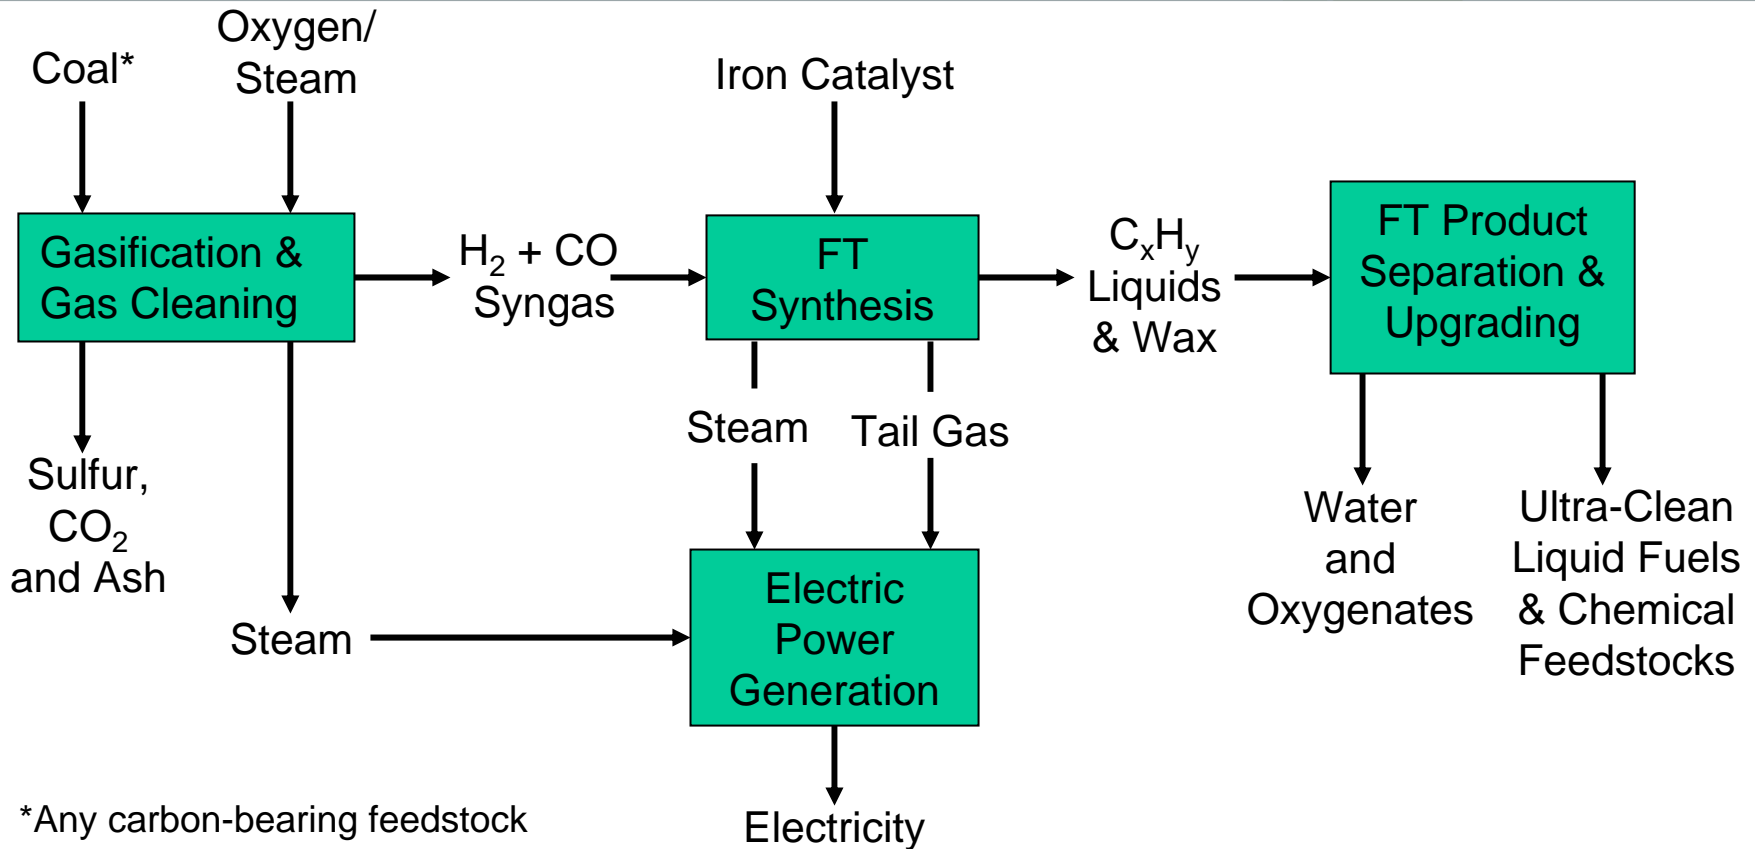 Coal*
Oxygen/
Steam
Iron Catalyst
Gasification &
Gas Cleaning
H₂ + CO
Syngas
FT
Synthesis
CₓHᵧ
Liquids
& Wax
FT Product
Separation &
Upgrading
Steam
Tail Gas
Sulfur,
CO₂
and Ash
Steam
Electric
Power
Generation
Water
and
Oxygenates
Ultra-Clean
Liquid Fuels
& Chemical
Feedstocks
*Any carbon-bearing feedstock
Electricity